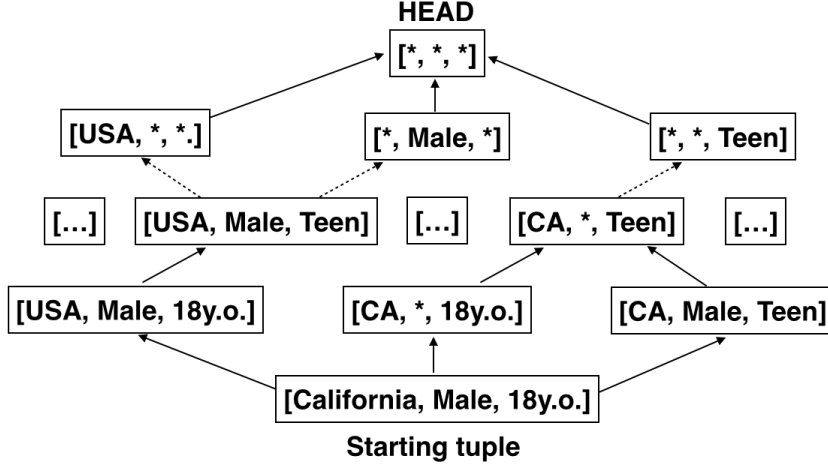 HEAD
[*, *, *]
[USA, *, *.]
[*, Male, *]
[*, *, Teen]
[...]
[USA, Male, Teen]
[...]
[CA, *, Teen]
[...]
[USA, Male, 18y.o.]
[CA, *, 18y.o.]
[CA, Male, Teen]
[California, Male, 18y.o.]
Starting tuple